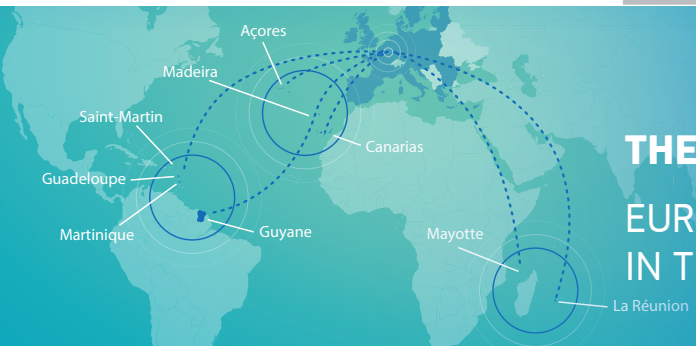 Açores
Madeira
Saint-Martin
Canarias
THE
Guadeloupe
EUR
Martinique
Guyane
Mayotte
IN T
La Réunion